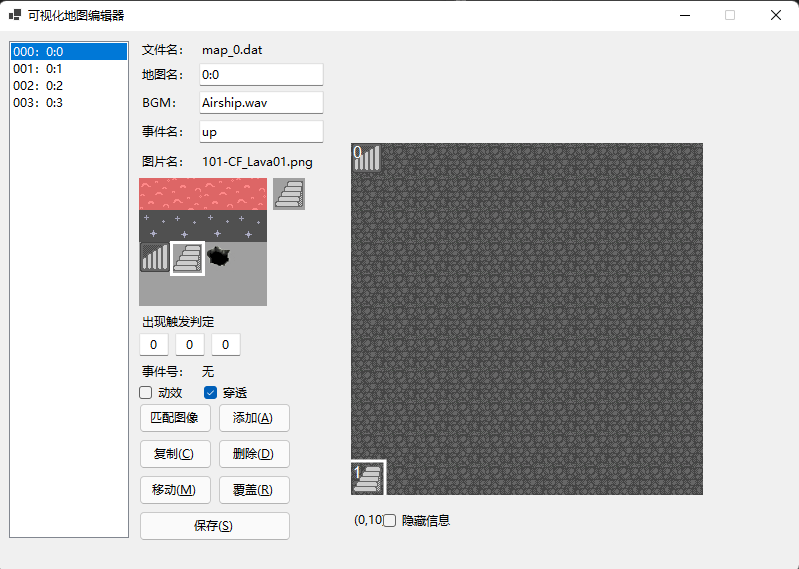 可视化地图编辑器
000：0:0
001：0:1
002：0:2
003：0:3
文件名： map_0.dat
地图名： 0:0
BGM： Airship.wav
事件名： up
图片名： 101-CF_Lava01.png
出现触发判定
0 0 0
事件号： 无
动效 穿透
匹配图像 添加(A)
复制(C) 删除(D)
移动(M) 覆盖(R)
保存(S)
0
1
(0,10 隐藏信息